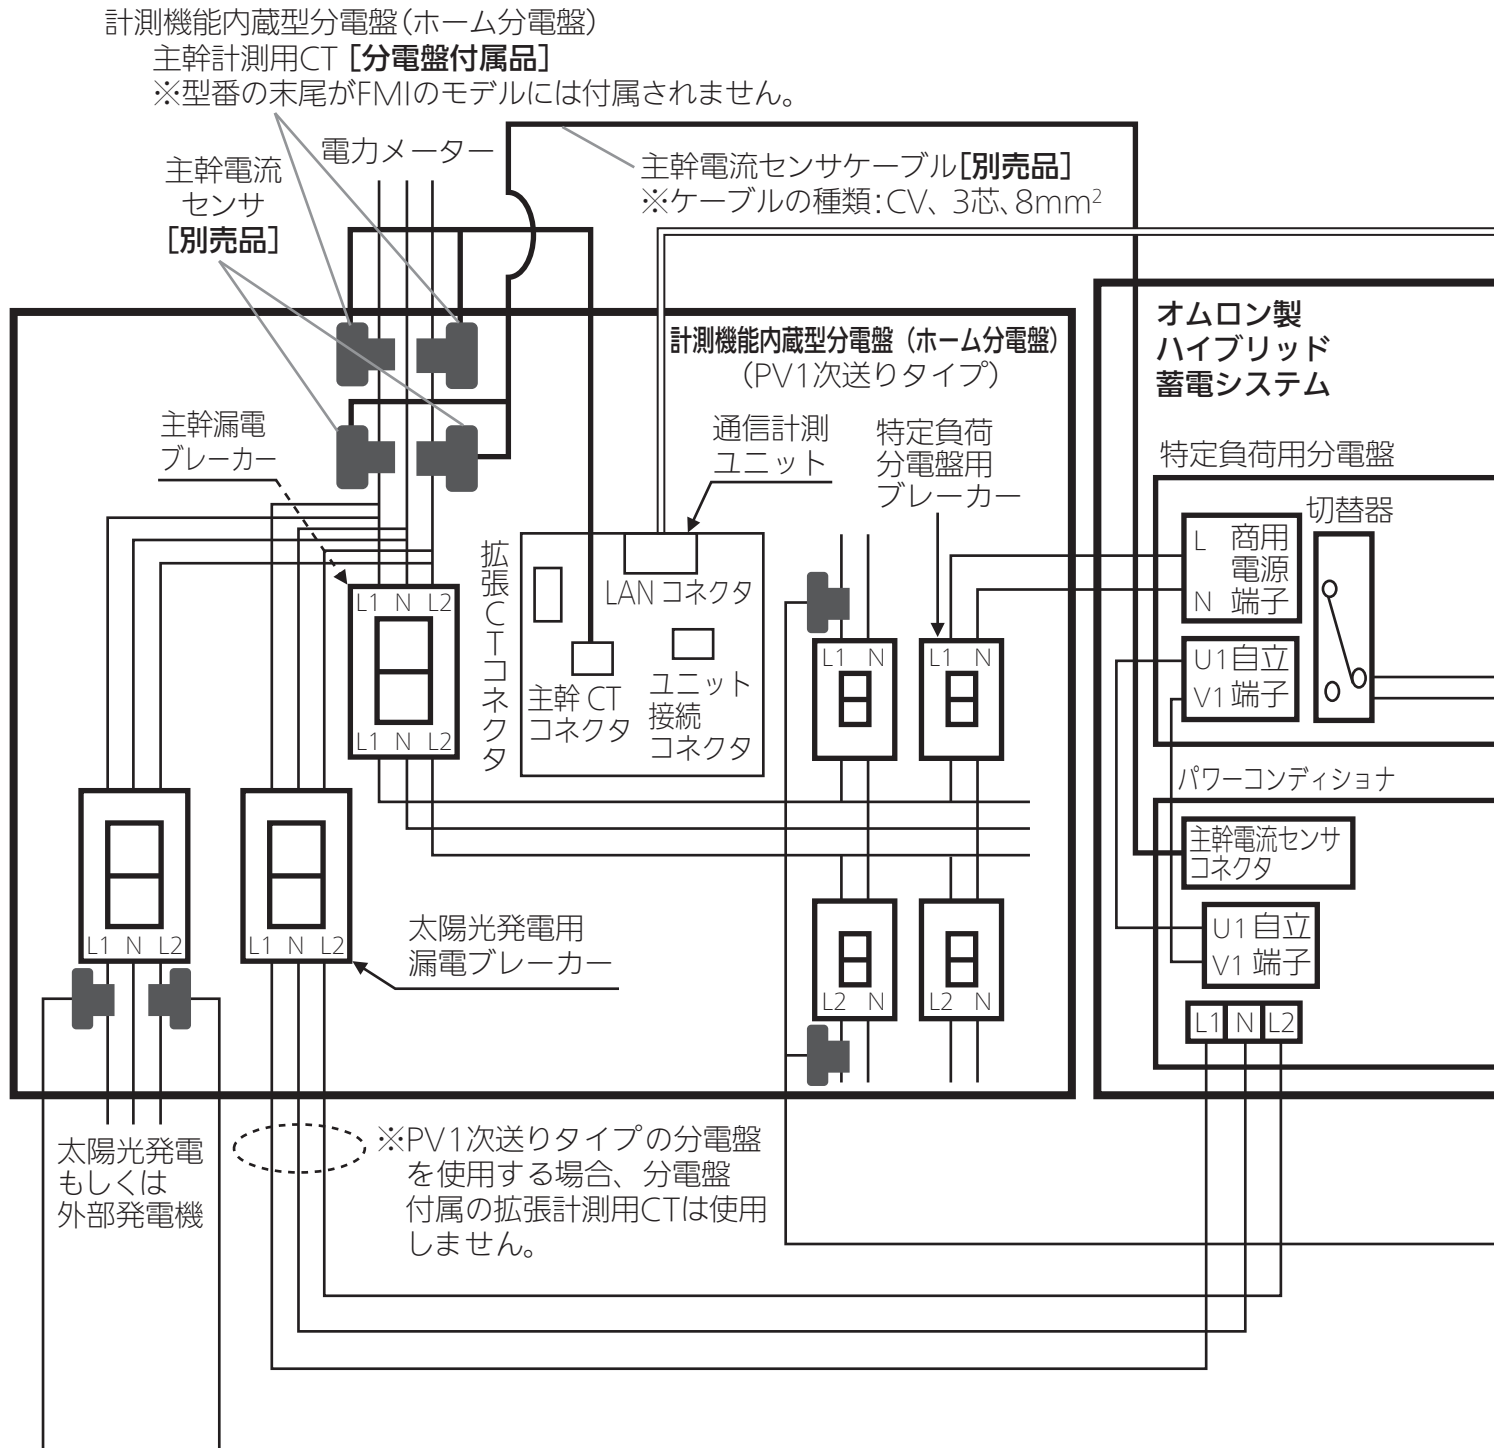 計測機能内蔵型分電盤（ホーム分電盤）
主幹計測用CT［分電盤付属品］
※型番の末尾がFMIのモデルには付属されません。
電力メーター
主幹電流
センサ
［別売品］
主幹電流センサケーブル［別売品］
※ケーブルの種類：CV、3芯、8mm²
計測機能内蔵型分電盤（ホーム分電盤）
（PV1次送りタイプ）
オムロン製
ハイブリッド
蓄電システム
主幹漏電
ブレーカー
通信計測
ユニット
特定負荷
分電盤用
ブレーカー
特定負荷用分電盤
切替器
L 商用
電源
N 端子
U1 自立
V1 端子
拡張CTコネクタ
LAN コネクタ
主幹 CT
コネクタ
ユニット
接続
コネクタ
L1 N L2
L1 N L2
L1 N
L1 N
パワーコンディショナ
主幹電流センサ
コネクタ
U1 自立
V1 端子
L1 N L2
L1 N L2
L1 N L2
太陽光発電用
漏電ブレーカー
L2 N
L2 N
太陽光発電
もしくは
外部発電機
※PV1次送りタイプの分電盤
を使用する場合、分電盤
付属の拡張計測用CTは使用
しません。